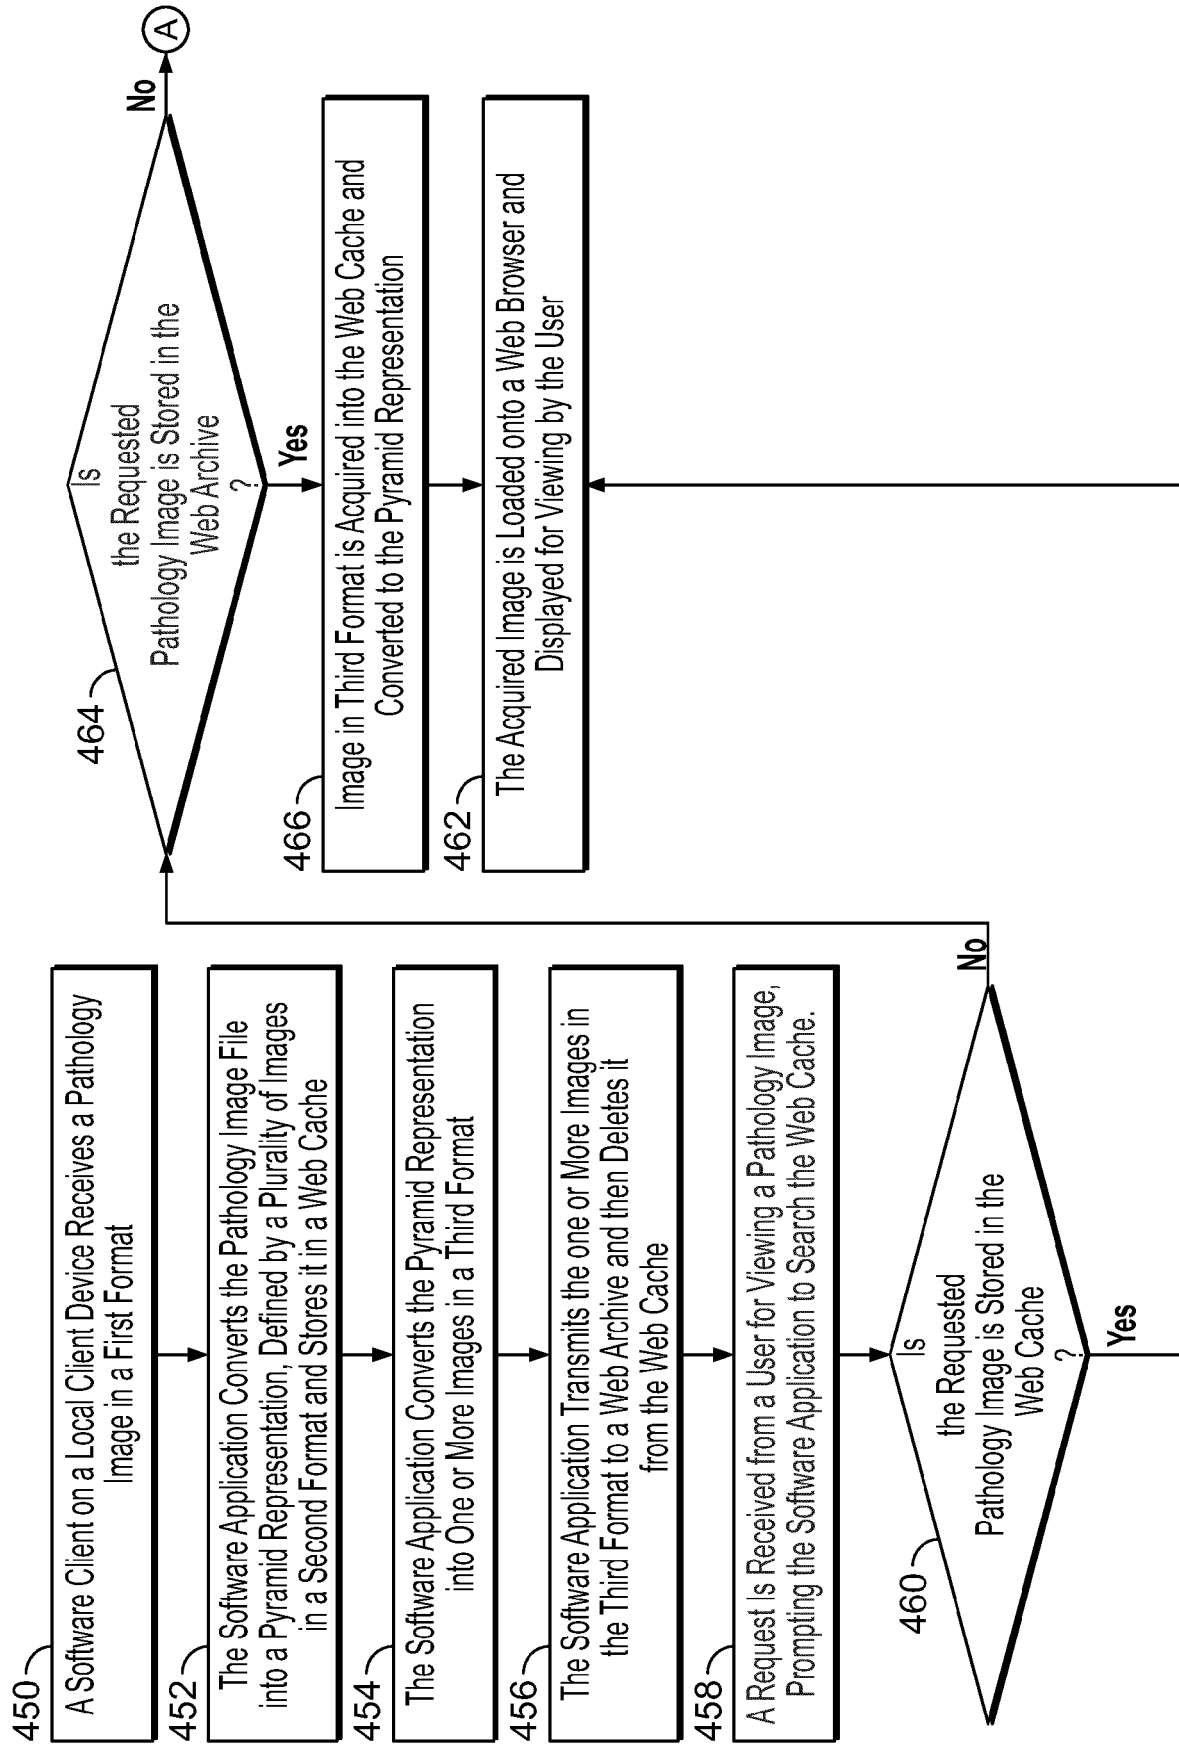 450
A Software Client on a Local Client Device Receives a Pathology
Image in a First Format
452
The Software Application Converts the Pathology Image File
into a Pyramid Representation, Defined by a Plurality of Images
in a Second Format and Stores it in a Web Cache
454
The Software Application Converts the Pyramid Representation
into One or More Images in a Third Format
456
The Software Application Transmits the one or More Images in
the Third Format to a Web Archive and then Deletes it
from the Web Cache
458
A Request Is Received from a User for Viewing a Pathology Image,
Prompting the Software Application to Search the Web Cache.
460
Is
the Requested
Pathology Image is Stored in the
Web Cache
?
No
Yes
464
Is
the Requested
Pathology Image is Stored in the
Web Archive
?
No
A
Yes
466
Image in Third Format is Acquired into the Web Cache and
Converted to the Pyramid Representation
462
The Acquired Image is Loaded onto a Web Browser and
Displayed for Viewing by the User